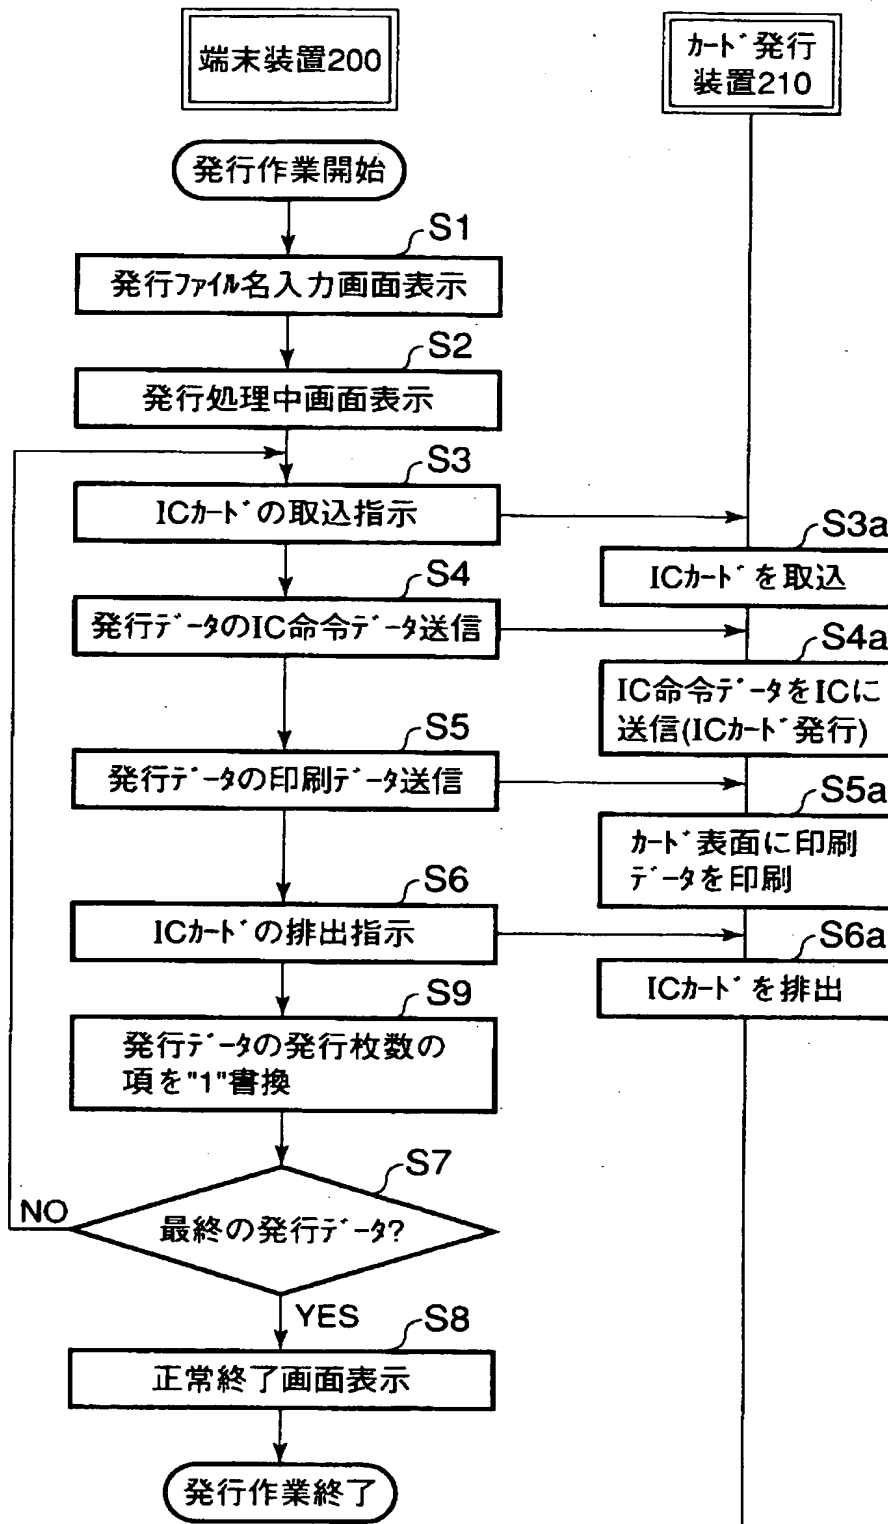 端末装置200
カード発行
装置210
発行作業開始
S1
発行ファイル名入力画面表示
S2
発行処理中画面表示
S3
ICカードの取込指示
S3a
ICカードを取込
S4
発行データのIC命令データ送信
S4a
IC命令データをICに
送信(ICカード発行)
S5
発行データの印刷データ送信
S5a
カード表面に印刷
データを印刷
S6
ICカードの排出指示
S6a
ICカードを排出
S9
発行データの発行枚数の
項を"1"書換
S7
NO
最終の発行データ?
YES
S8
正常終了画面表示
発行作業終了